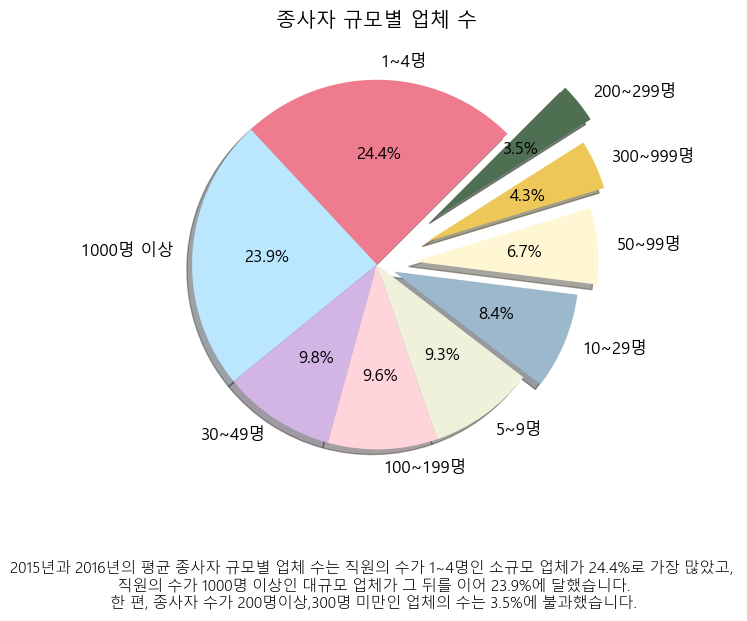 종사자 규모별 업체 수
1~4명
200~299명
3.5%
24.4%
300~999명
4.3%
50~99명
1000명 이상
6.7%
23.9%
8.4%
10~29명
9.3%
9.8%
9.6%
5~9명
30~49명
100~199명
2015년과 2016년의 평균 종사자 규모별 업체 수는 직원의 수가 1~4명인 소규모 업체가 24.4%로 가장 많았고,
직원의 수가 1000명 이상인 대규모 업체가 그 뒤를 이어 23.9%에 달했습니다.
한 편, 종사자 수가 200명이상,300명 미만인 업체의 수는 3.5%에 불과했습니다.